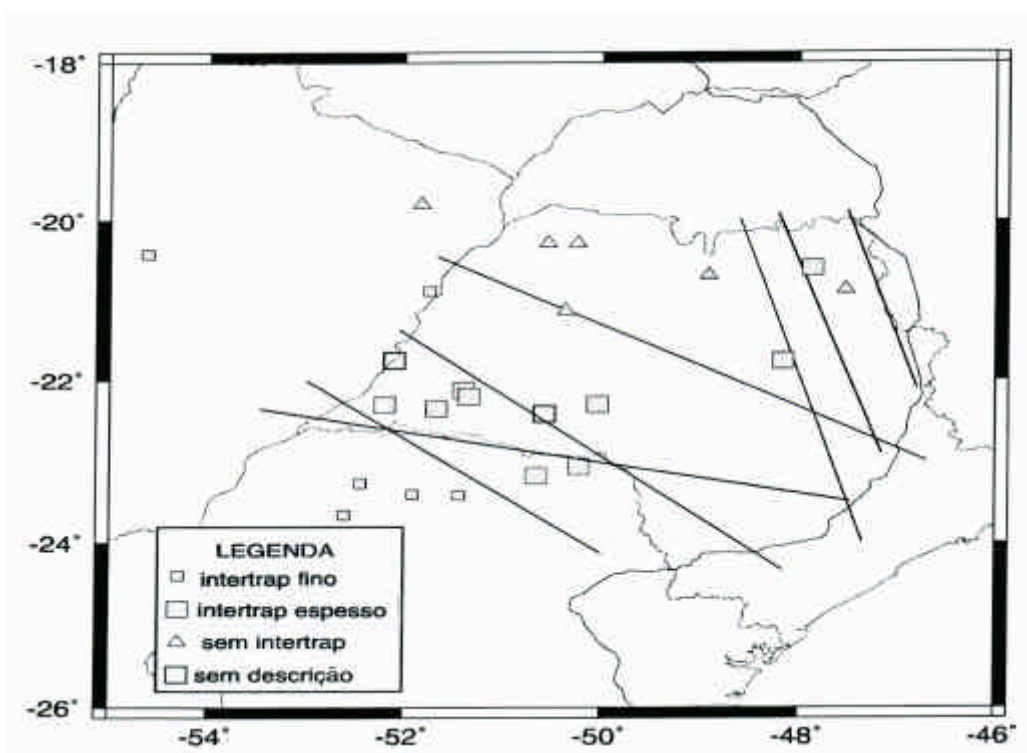 -18°
-20°
-22°
-24°
-26°
LEGENDA
intertrap fino
intertrap espesso
sem intertrap
sem descrição
-54°
-52°
-50°
-48°
-46°